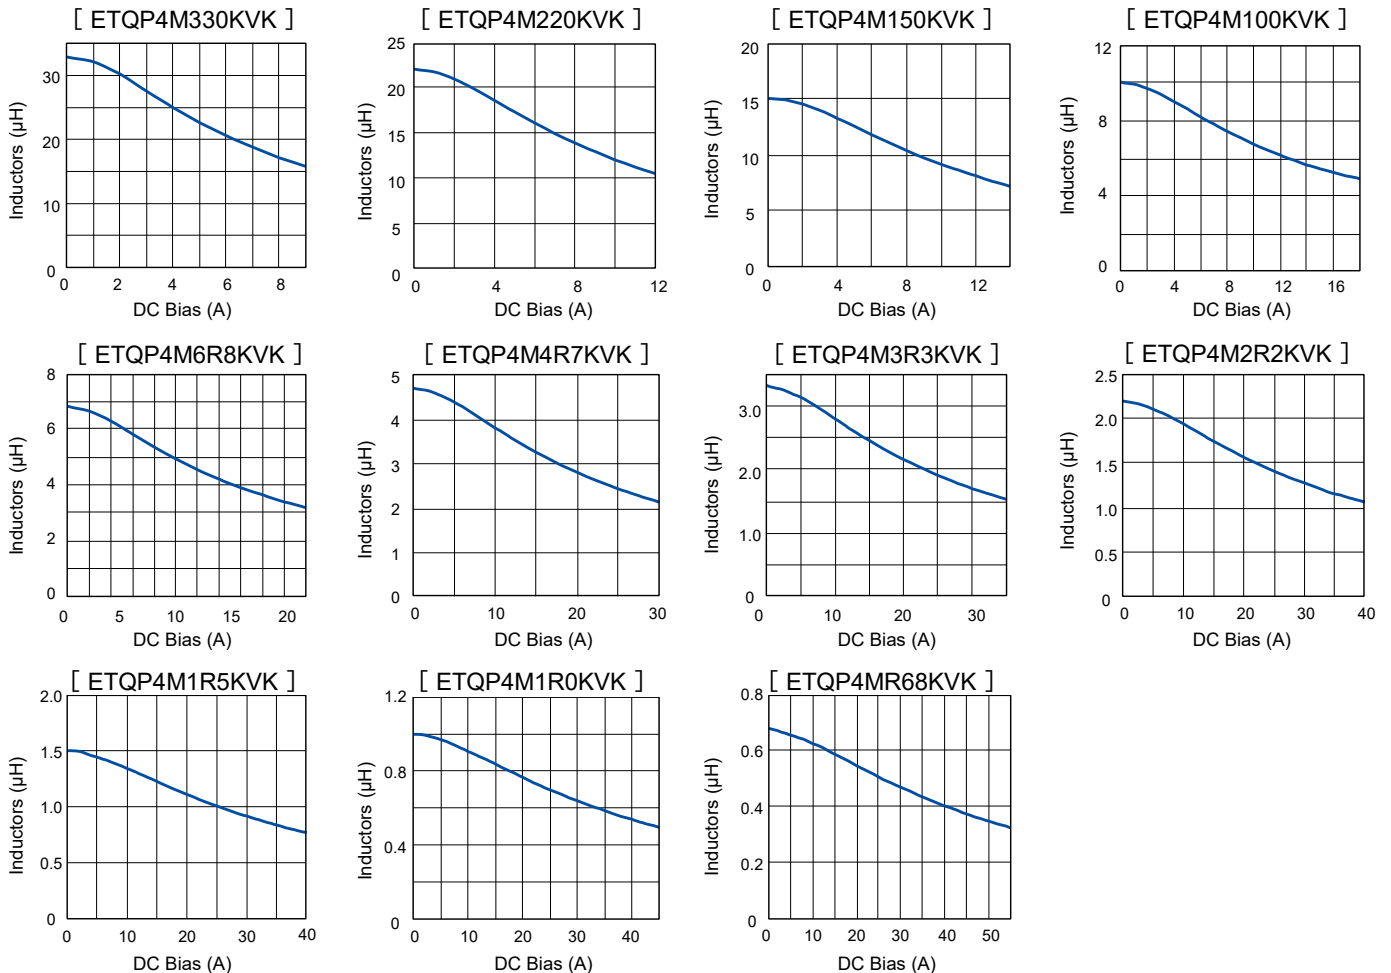 [ ETQP4M330KVK ]
Inductors (µH)
30
20
10
0
0 2 4 6 8
DC Bias (A)
[ ETQP4M220KVK ]
Inductors (µH)
25
20
15
10
5
0
0 4 8 12
DC Bias (A)
[ ETQP4M150KVK ]
Inductors (µH)
20
15
10
5
0
0 4 8 12
DC Bias (A)
[ ETQP4M100KVK ]
Inductors (µH)
12
8
4
0
0 4 8 12 16
DC Bias (A)
[ ETQP4M6R8KVK ]
Inductors (µH)
8
6
4
2
0
0 5 10 15 20
DC Bias (A)
[ ETQP4M4R7KVK ]
Inductors (µH)
5
4
3
2
1
0
0 10 20 30
DC Bias (A)
[ ETQP4M3R3KVK ]
Inductors (µH)
3.0
2.0
1.0
0
0 10 20 30
DC Bias (A)
[ ETQP4M2R2KVK ]
Inductors (µH)
2.5
2.0
1.5
1.0
0.5
0
0 10 20 30 40
DC Bias (A)
[ ETQP4M1R5KVK ]
Inductors (µH)
2.0
1.5
1.0
0.5
0
0 10 20 30 40
DC Bias (A)
[ ETQP4M1R0KVK ]
Inductors (µH)
1.2
0.8
0.4
0
0 10 20 30 40
DC Bias (A)
[ ETQP4MR68KVK ]
Inductors (µH)
0.8
0.6
0.4
0.2
0
0 10 20 30 40 50
DC Bias (A)